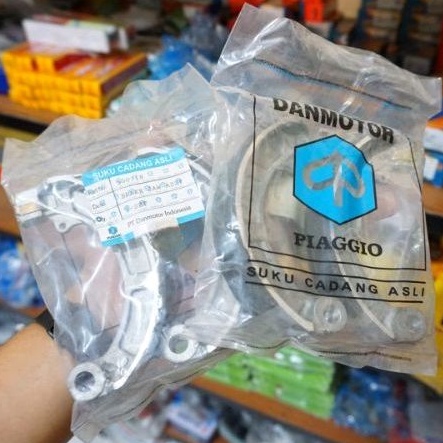 SUKU CADANG ASLI
PT Danmotor Indonesia
DANMOTOR
PIAGGIO
SUKU CADANG ASLI